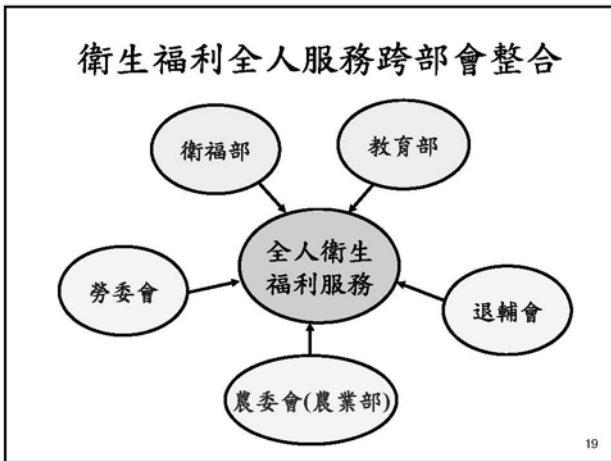 衛生福利全人服務跨部會整合
衛福部
教育部
全人衛生
福利服務
勞委會
退輔會
農委會(農業部)
19